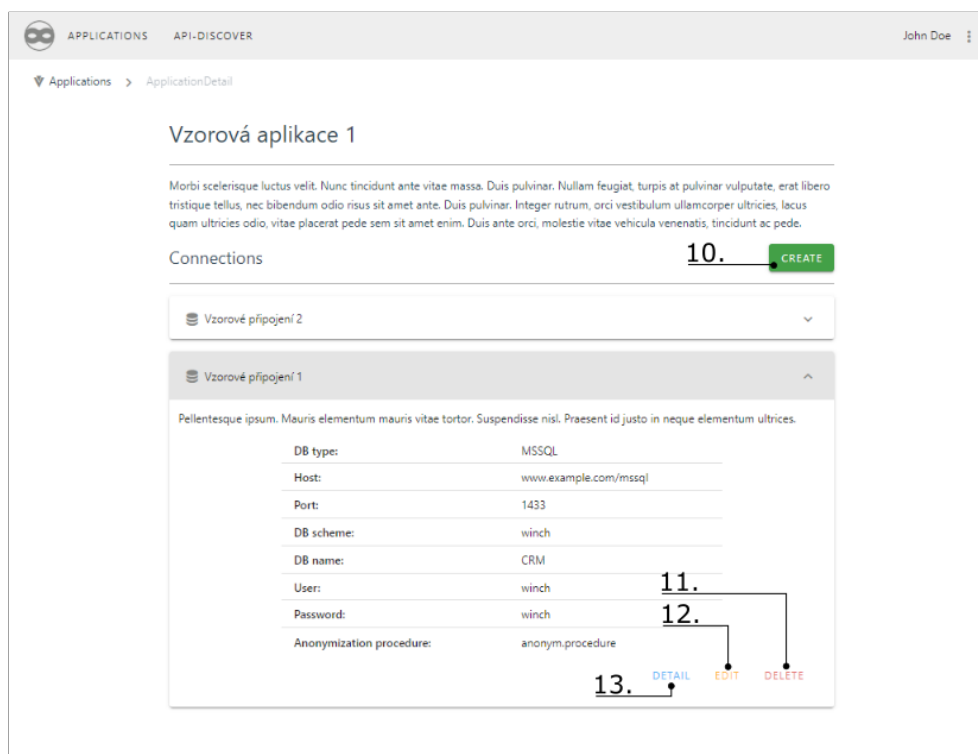 APPLICATIONS API-DISCOVER John Doe
Applications > ApplicationDetail
Vzorová aplikace 1
Morbi scelerisque luctus velit. Nunc tincidunt ante vitae massa. Duis pulvinar. Nullam feugiat, turpis at pulvinar vulputate, erat libero
tristique tellus, nec bibendum odio risus sit amet ante. Duis pulvinar. Integer rutrum, orci vestibulum ullamcorper ultricies, lacus
quam ultricies odio, vitae placerat pede sem sit amet enim. Duis ante orci, molestie vitae vehicula venenatis, tincidunt ac pede.
Connections 10. CREATE
Vzorové připojení 2
Vzorové připojení 1
Pellentesque ipsum. Mauris elementum mauris vitae tortor. Suspendisse nisl. Praesent id justo in neque elementum ultrices.
DB type: MSSQL
Host: www.example.com/mssql
Port: 1433
DB scheme: winch
DB name: CRM
User: winch 11.
Password: winch 12.
Anonymization procedure: anonym.procedure
13. DETAIL EDIT DELETE